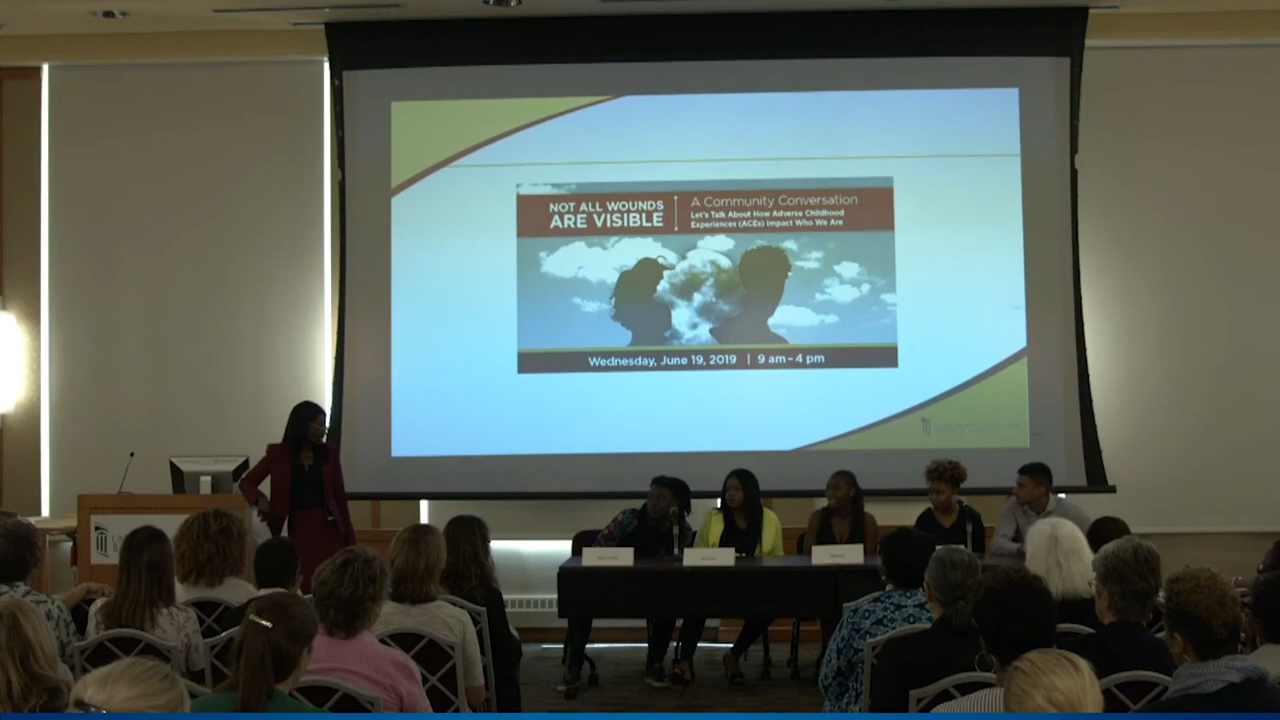 NOT ALL WOUNDS
ARE VISIBLE
A Community Conversation
Let's Talk About How Adverse Childhood
Experiences (ACEs) Impact Who We Are
Wednesday, June 19, 2019 | 9 am - 4 pm